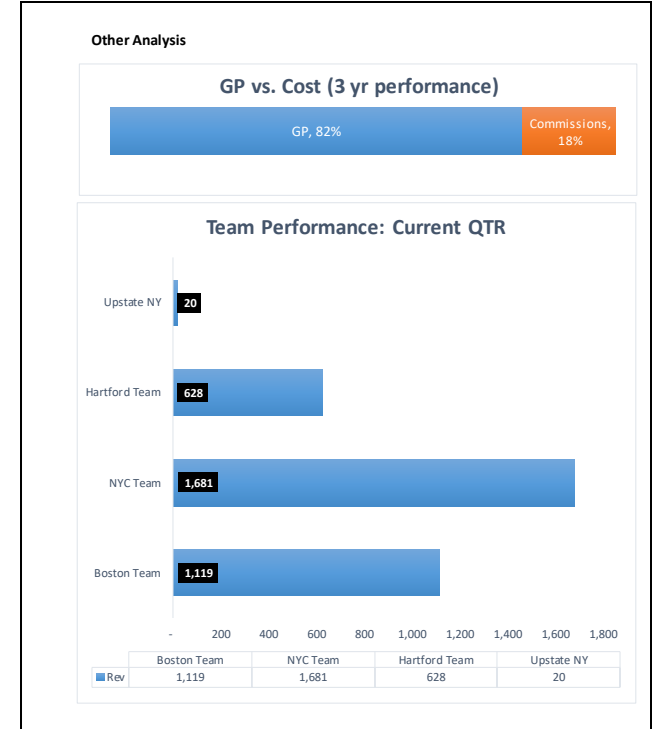 Other Analysis
GP vs. Cost (3 yr performance)
GP, 82%
Commissions,
18%
Team Performance: Current QTR
Upstate NY
20
Hartford Team
628
NYC Team
1,681
Boston Team
1,119
- 200 400 600 800 1,000 1,200 1,400 1,600 1,800
Boston Team NYC Team Hartford Team Upstate NY
Rev 1,119 1,681 628 20